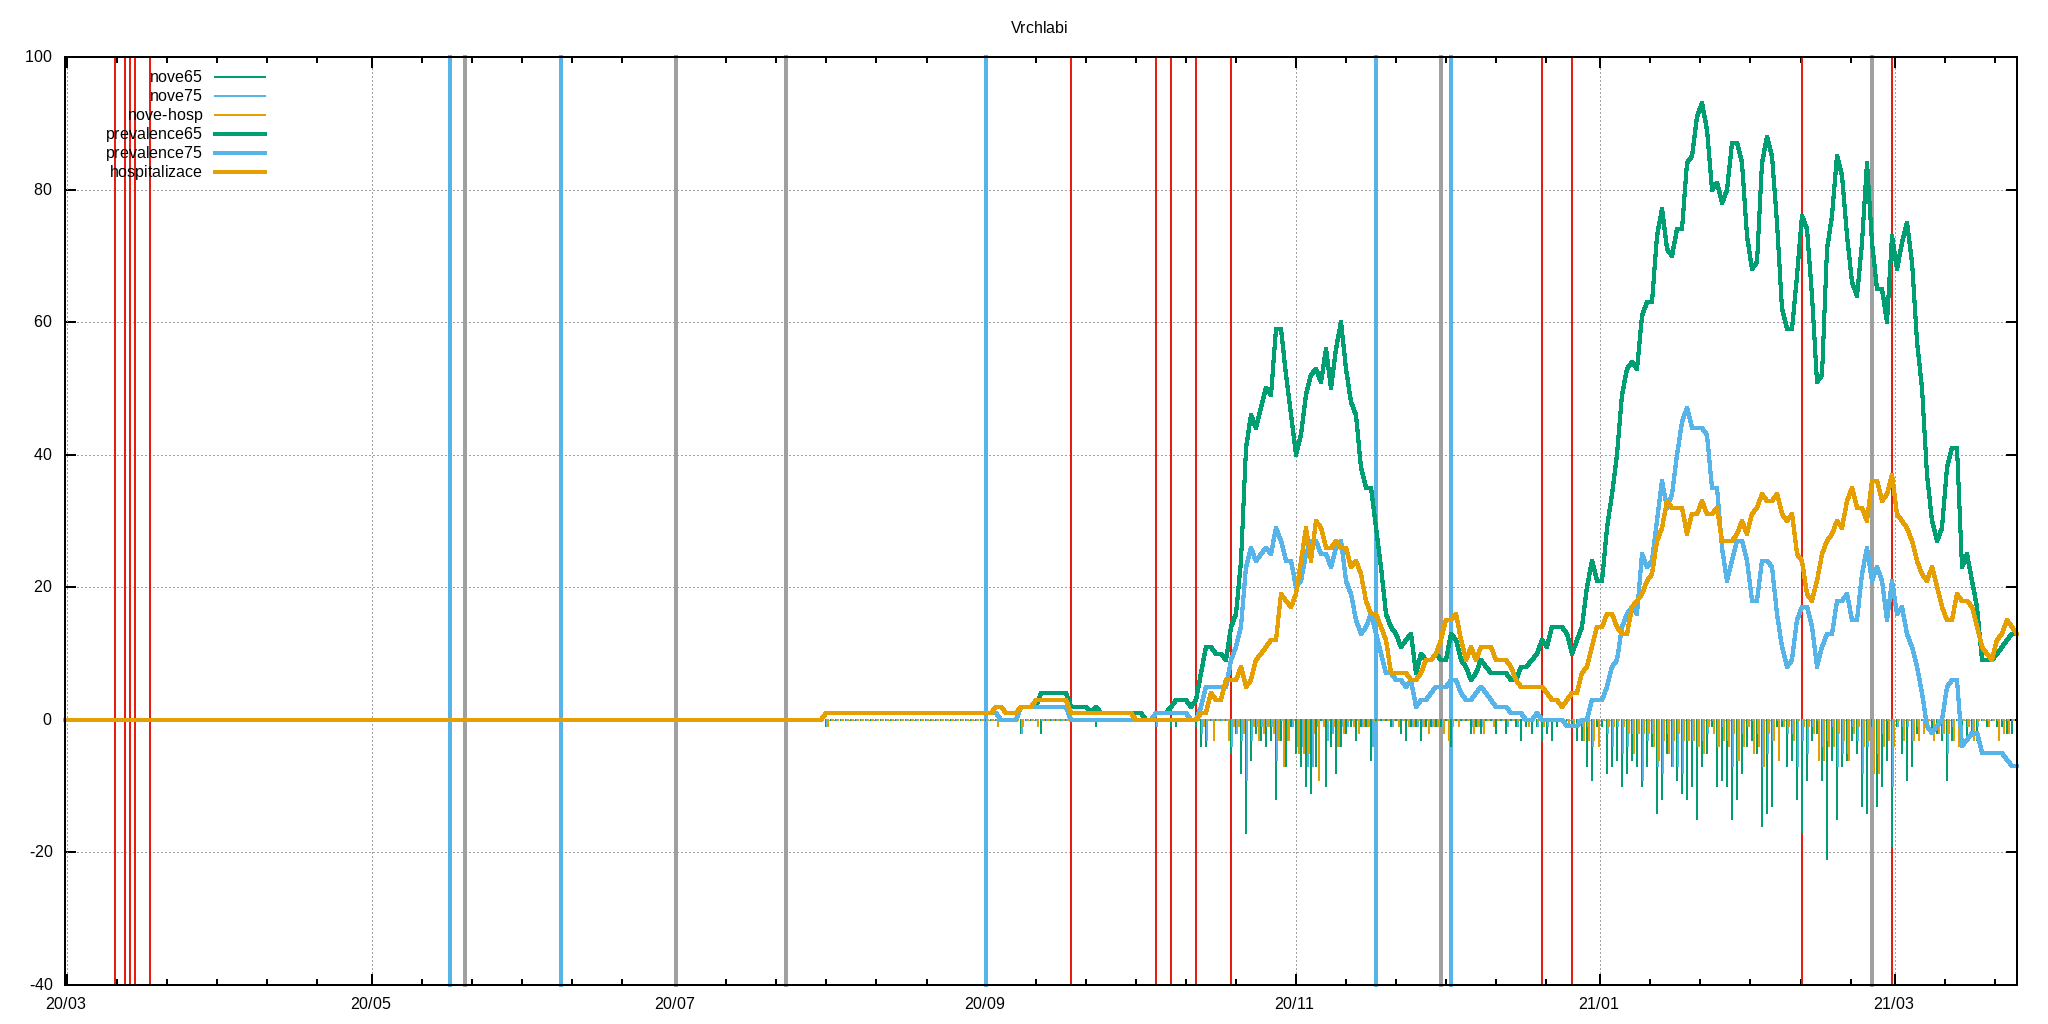 Vrchlabi
100
80
60
40
20
0
-20
-40
nove65
nove75
nove-hosp
prevalence65
prevalence75
hospitalizace
20/03
20/05
20/07
20/09
20/11
21/01
21/03